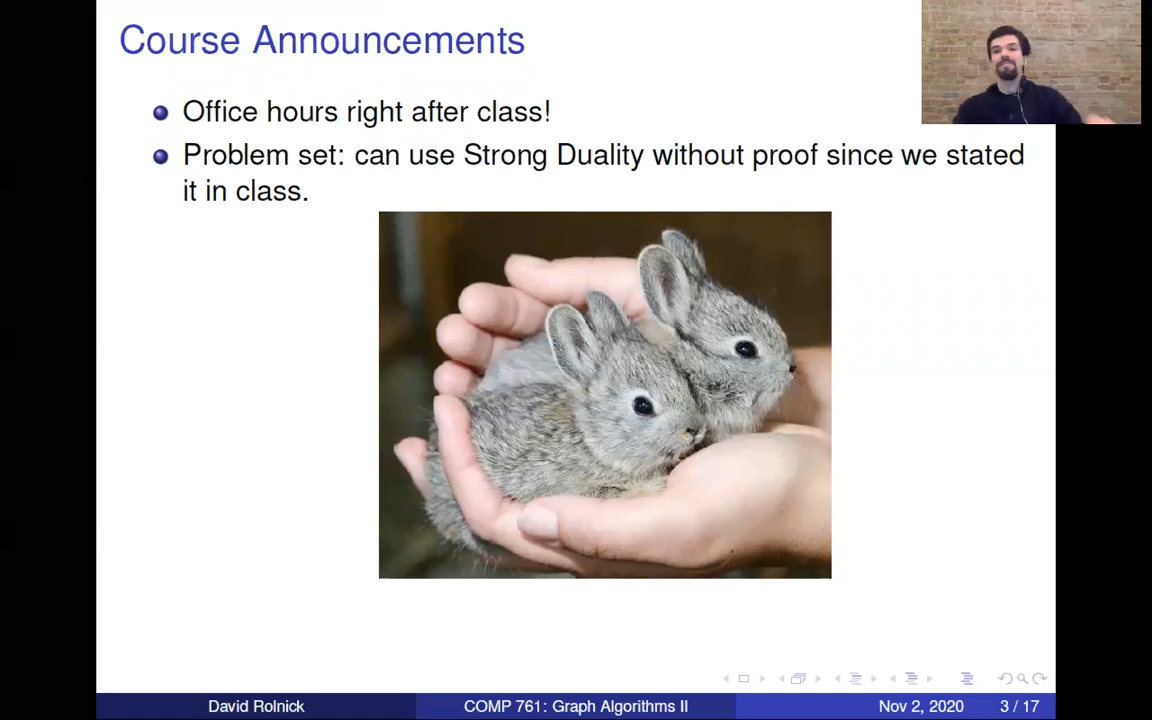 Course Announcements
Office hours right after class!
Problem set: can use Strong Duality without proof since we stated
it in class.
David Rolnick
COMP 761: Graph Algorithms II
Nov 2, 2020
3 / 17